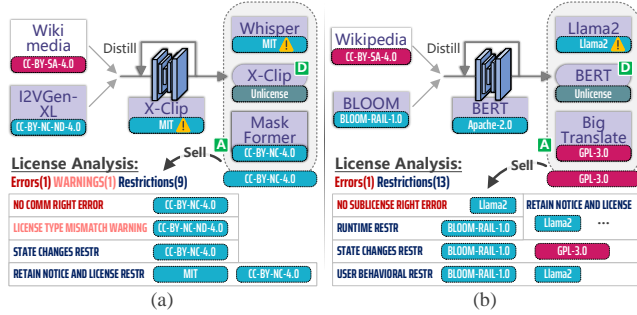 Wiki
media
CC-BY-SA-4.0
I2VGen-
XL
CC-BY-NC-ND-4.0
Distill
X-Clip
MIT
Whisper
MIT
D
X-Clip
Unlicense
Mask
Former
CC-BY-NC-4.0
A
CC-BY-NC-4.0
Sell
License Analysis:
Errors(1) WARNINGS(1) Restrictions(9)
NO COMM RIGHT ERROR CC-BY-NC-4.0
LICENSE TYPE MISMATCH WARNING CC-BY-NC-ND-4.0
STATE CHANGES RESTR CC-BY-NC-4.0
RETAIN NOTICE AND LICENSE RESTR MIT CC-BY-NC-4.0
(a)
Wikipedia
CC-BY-SA-4.0
BLOOM
BLOOM-RAIL-1.0
Distill
BERT
Apache-2.0
Llama2
Llama2
D
BERT
Unlicense
Big
Translate
GPL-3.0
A
GPL-3.0
Sell
License Analysis:
Errors(1) Restrictions(13)
NO SUBLICENSE RIGHT ERROR Llama2
RETAIN NOTICE AND LICENSE
Llama2 ...
RUNTIME RESTR BLOOM-RAIL-1.0
STATE CHANGES RESTR BLOOM-RAIL-1.0 GPL-3.0
USER BEHAVIORAL RESTR BLOOM-RAIL-1.0 Llama2
(b)